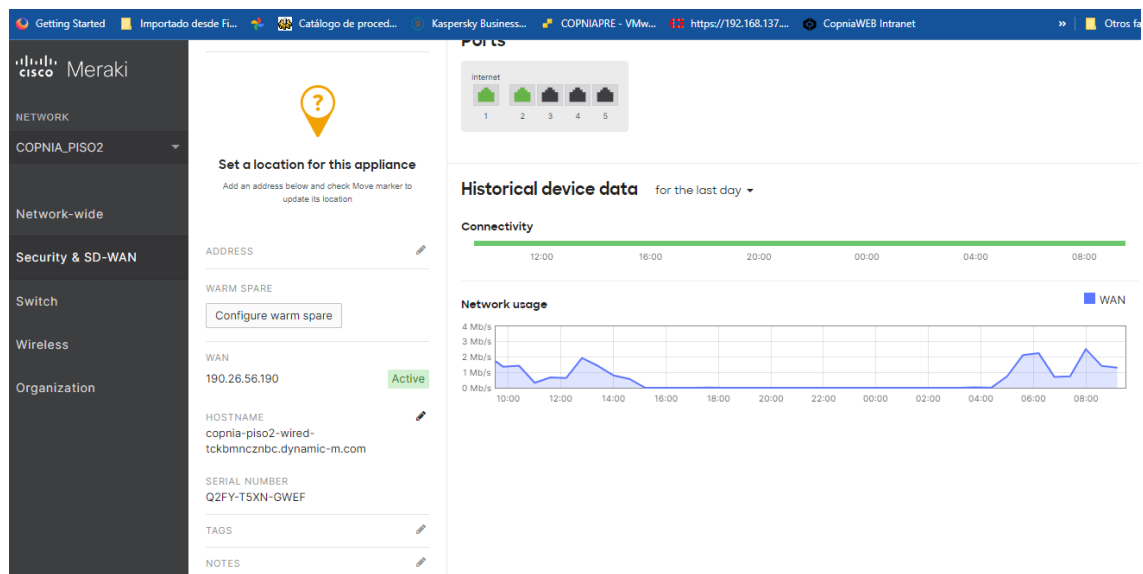 Getting Started Importado desde Fi... Catálogo de proced... Kaspersky Business... COPNIAPRE - VMw... https://192.168.137.... CopniaWEB Intranet » Otros fa
cisco Meraki
NETWORK
COPNIA_PISO2
Network-wide
Security & SD-WAN
Switch
Wireless
Organization
?
Set a location for this appliance
Add an address below and check Move marker to
update its location
ADDRESS
WARM SPARE
Configure warm spare
WAN
190.26.56.190 Active
HOSTNAME
copnia-piso2-wired-
tckbmncznbc.dynamic-m.com
SERIAL NUMBER
Q2FY-T5XN-GWEF
TAGS
NOTES
Ports
Internet
1 2 3 4 5
Historical device data for the last day
Connectivity
12:00 16:00 20:00 00:00 04:00 08:00
Network usage WAN
4 Mb/s
3 Mb/s
2 Mb/s
1 Mb/s
0 Mb/s
10:00 12:00 14:00 16:00 18:00 20:00 22:00 00:00 02:00 04:00 06:00 08:00